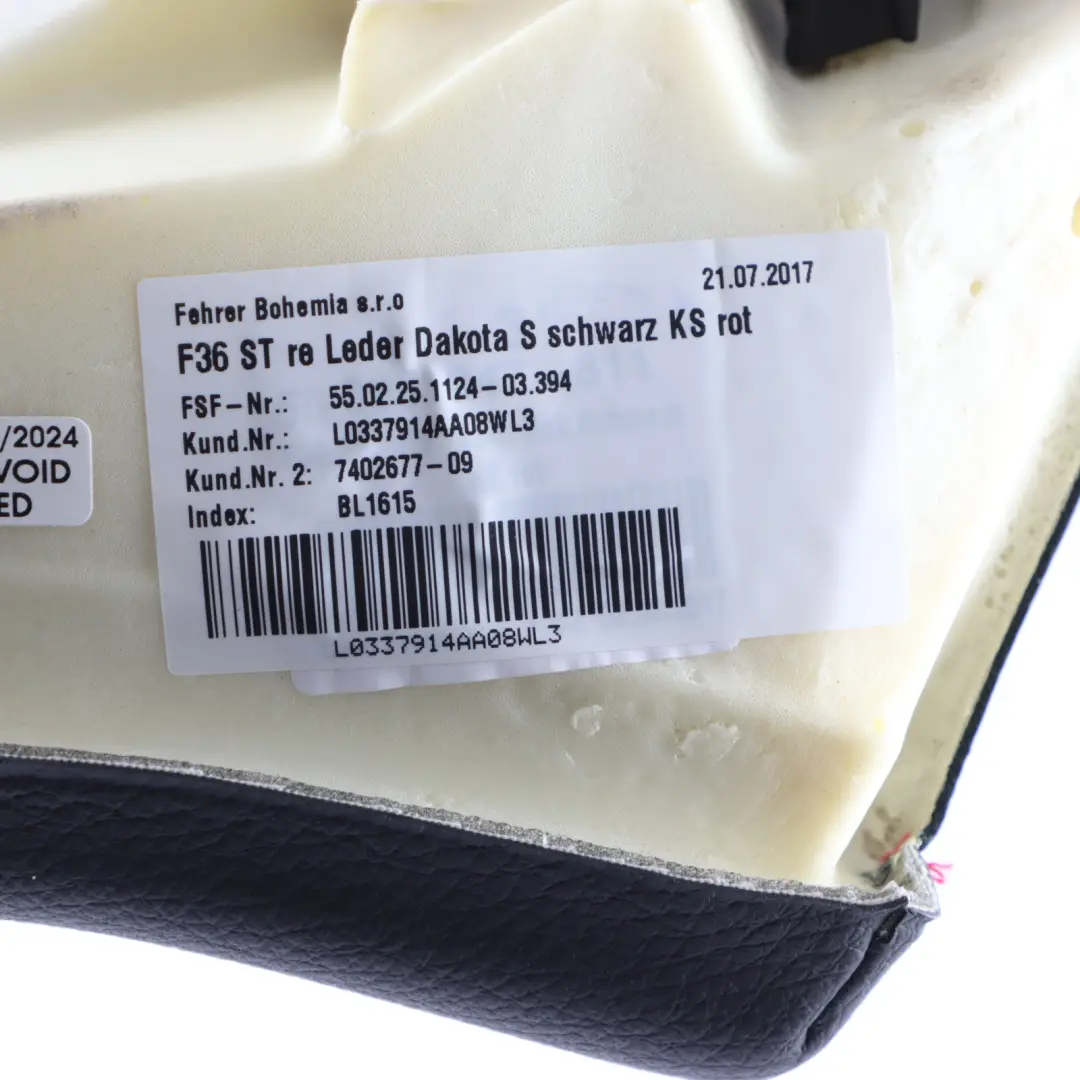 Fehrer Bohemia s.r.o
21.07.2017
F36 ST re Leder Dakota S schwarz KS rot
FSF-Nr.: 55.02.25.1124-03.394
Kund.Nr.: L0337914AA08WL3
Kund.Nr. 2: 7402677-09
Index: BL1615
L0337914AA08WL3
/2024
VOID
ED